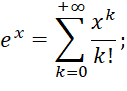 e^x = \sum_{k=0}^{+\infty} \frac{x^k}{k!};